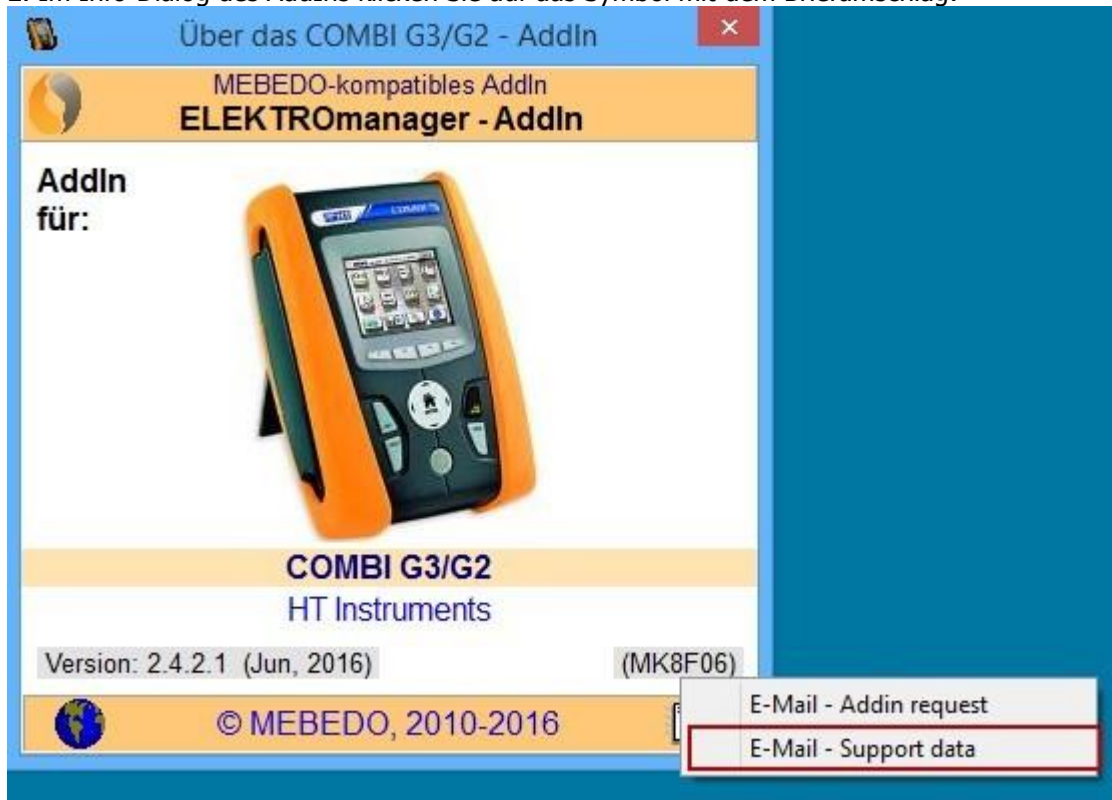 Über das COMBI G3/G2 - AddIn
MEBEDO-kompatibles AddIn
ELEKTROmanager - AddIn
AddIn
für:
COMBI G3/G2
HT Instruments
Version: 2.4.2.1 (Jun, 2016) (MK8F06)
© MEBEDO, 2010-2016
E-Mail - Addin request
E-Mail - Support data